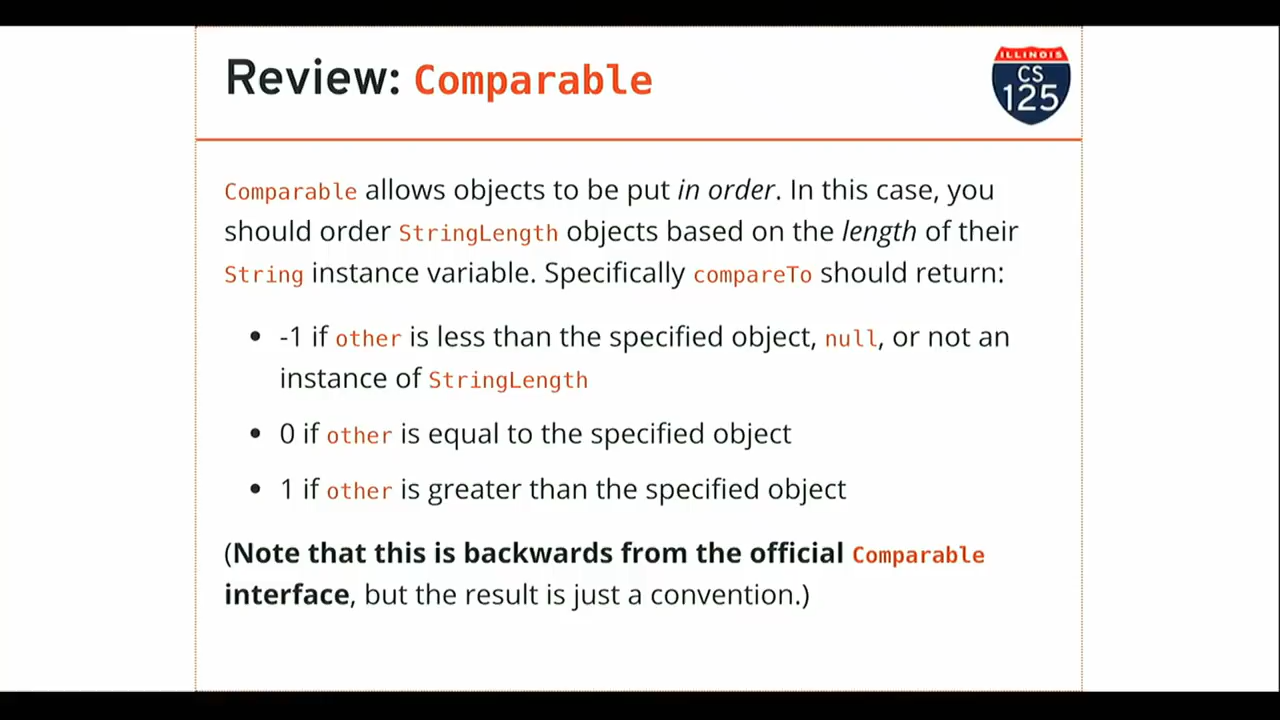 Review: Comparable
ILLINOIS
CS
125
Comparable allows objects to be put in order. In this case, you
should order StringLength objects based on the length of their
String instance variable. Specifically compareTo should return:
• -1 if other is less than the specified object, null, or not an
instance of StringLength
• 0 if other is equal to the specified object
• 1 if other is greater than the specified object
(Note that this is backwards from the official Comparable
interface, but the result is just a convention.)